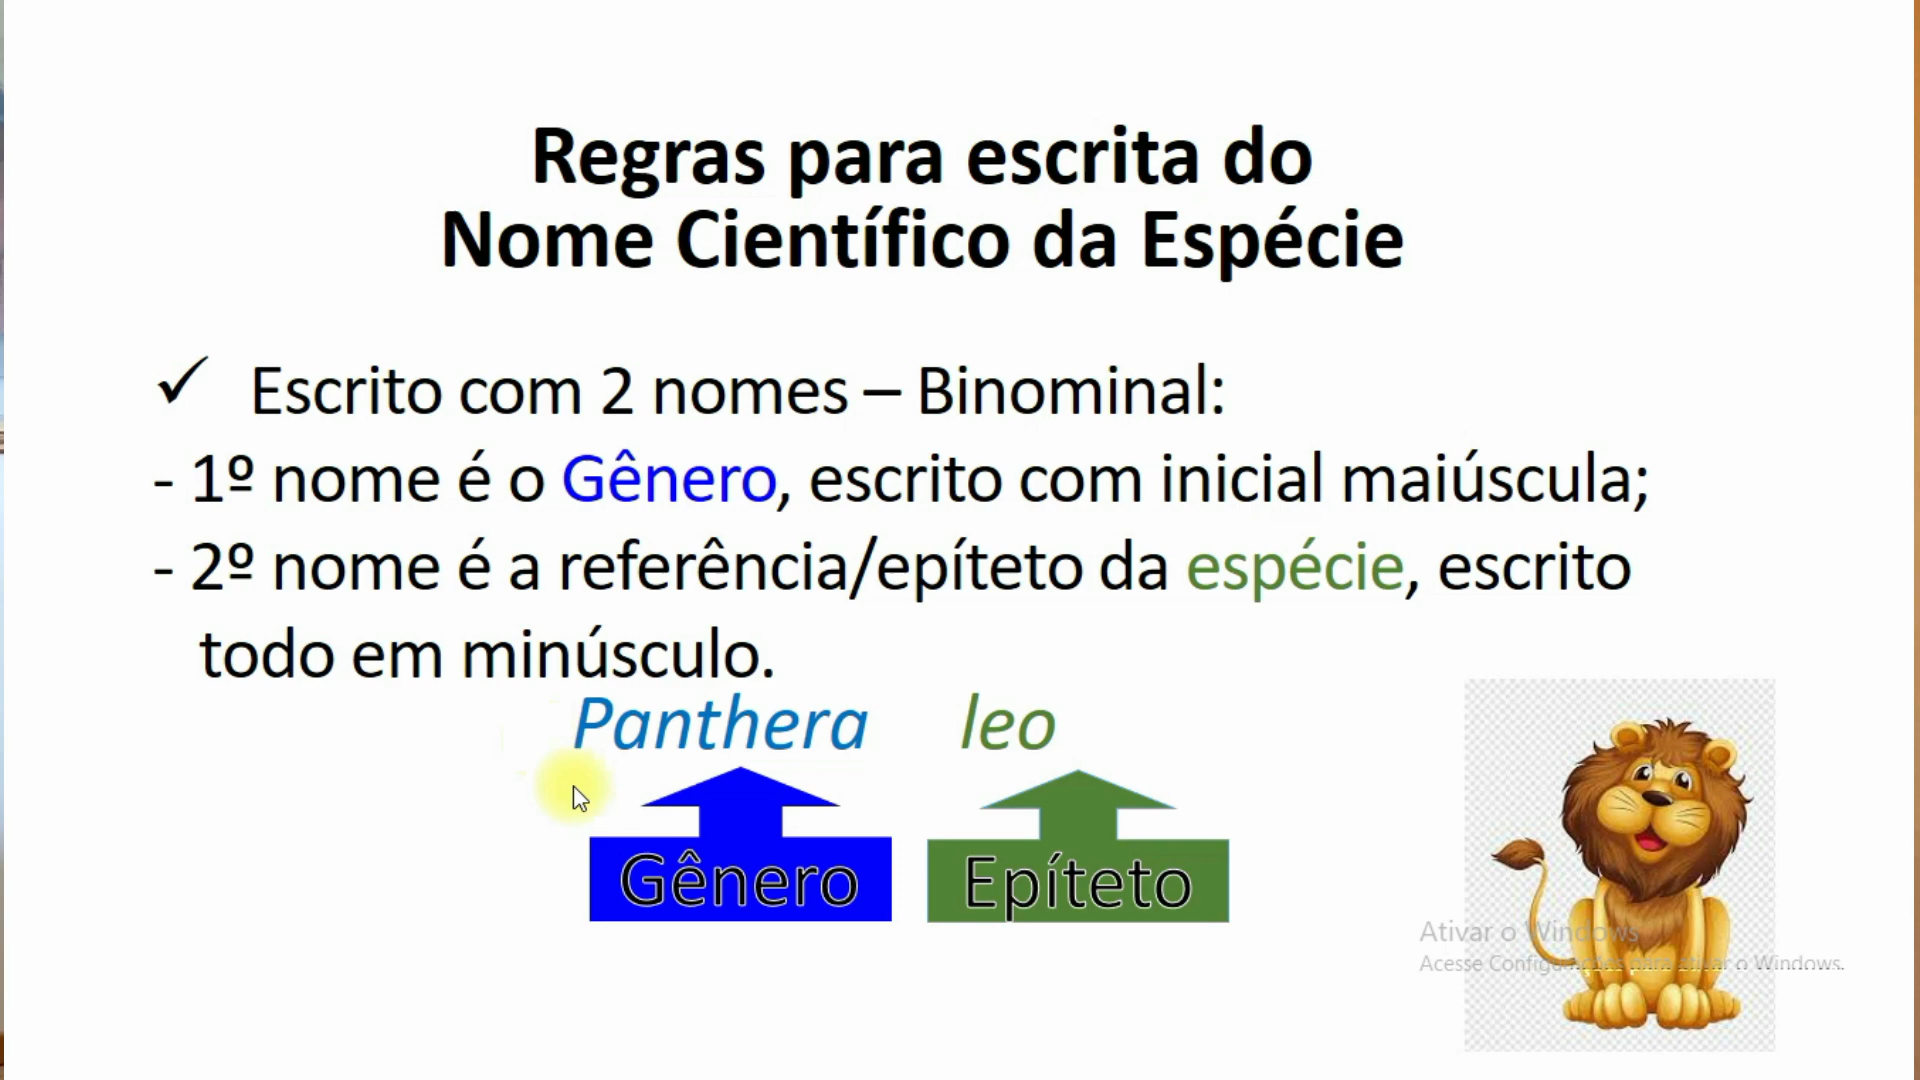 Regras para escrita do
Nome Científico da Espécie
✓ Escrito com 2 nomes – Binominal:
- 1º nome é o Gênero, escrito com inicial maiúscula;
- 2º nome é a referência/epíteto da espécie, escrito
todo em minúsculo.
Panthera leo
Gênero Epíteto
Ativar o Windows
Acesse Configurações para ativar o Windows.